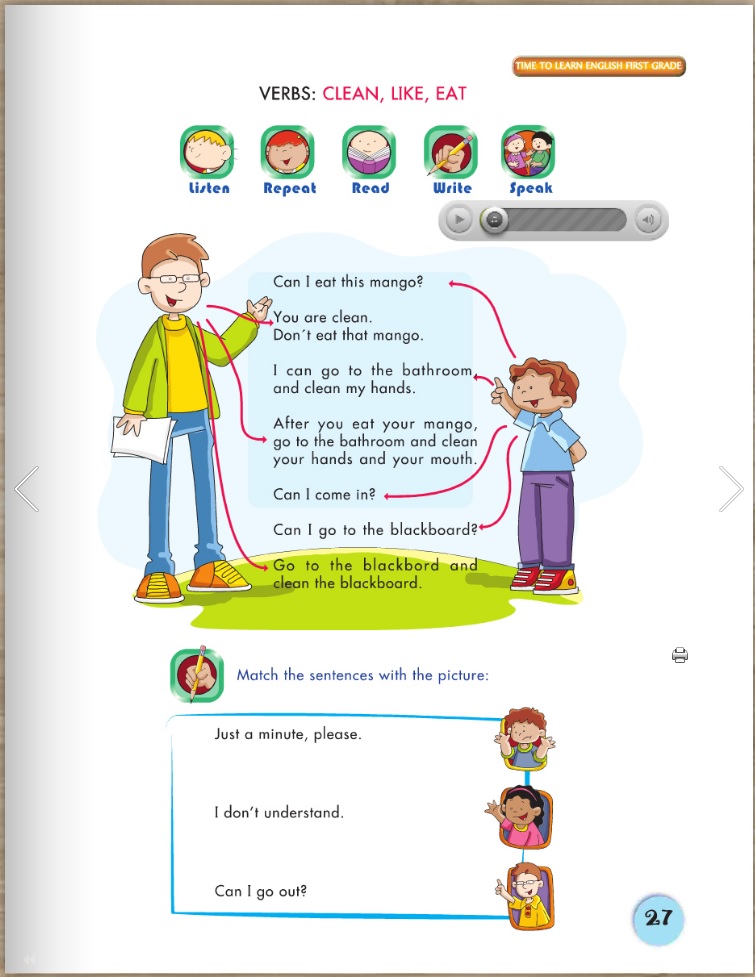 TIME TO LEARN ENGLISH FIRST GRADE
VERBS: CLEAN, LIKE, EAT
Listen Repeat Read Write Speak
Can I eat this mango?
You are clean.
Don´t eat that mango.
I can go to the bathroom
and clean my hands.
After you eat your mango,
go to the bathroom and clean
your hands and your mouth.
Can I come in?
Can I go to the blackboard?
Go to the blackbord and
clean the blackboard.
Match the sentences with the picture:
Just a minute, please.
I don't understand.
Can I go out?
27